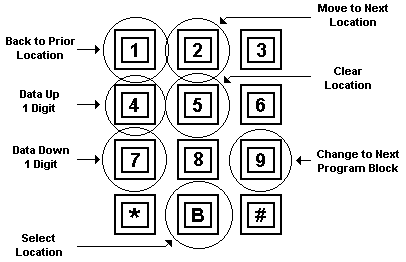 Move to Next
Location
Back to Prior
Location
1 2 3
Clear
Location
Data Up
1 Digit
4 5 6
Data Down
1 Digit
7 8 9
Change to Next
Program Block
* B #
Select
Location